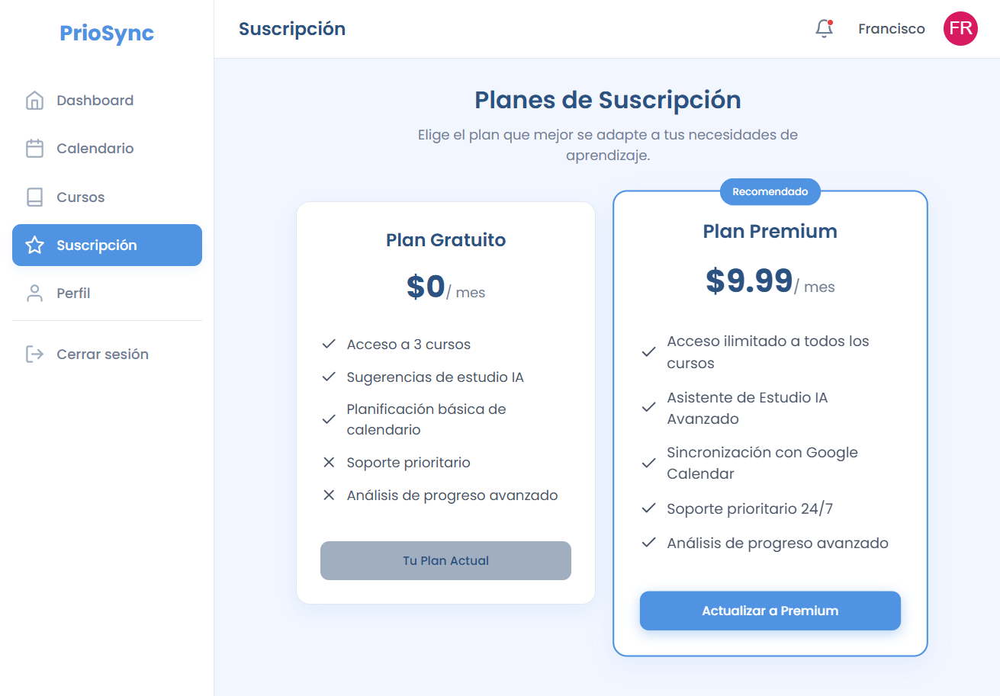 PrioSync
Dashboard
Calendario
Cursos
Suscripción
Perfil
Cerrar sesión
Suscripción
Francisco
FR
Planes de Suscripción
Elige el plan que mejor se adapte a tus necesidades de
aprendizaje.
Plan Gratuito
$0/ mes
Acceso a 3 cursos
Sugerencias de estudio IA
Planificación básica de
calendario
Soporte prioritario
Análisis de progreso avanzado
Tu Plan Actual
Recomendado
Plan Premium
$9.99/ mes
Acceso ilimitado a todos los
cursos
Asistente de Estudio IA
Avanzado
Sincronización con Google
Calendar
Soporte prioritario 24/7
Análisis de progreso avanzado
Actualizar a Premium